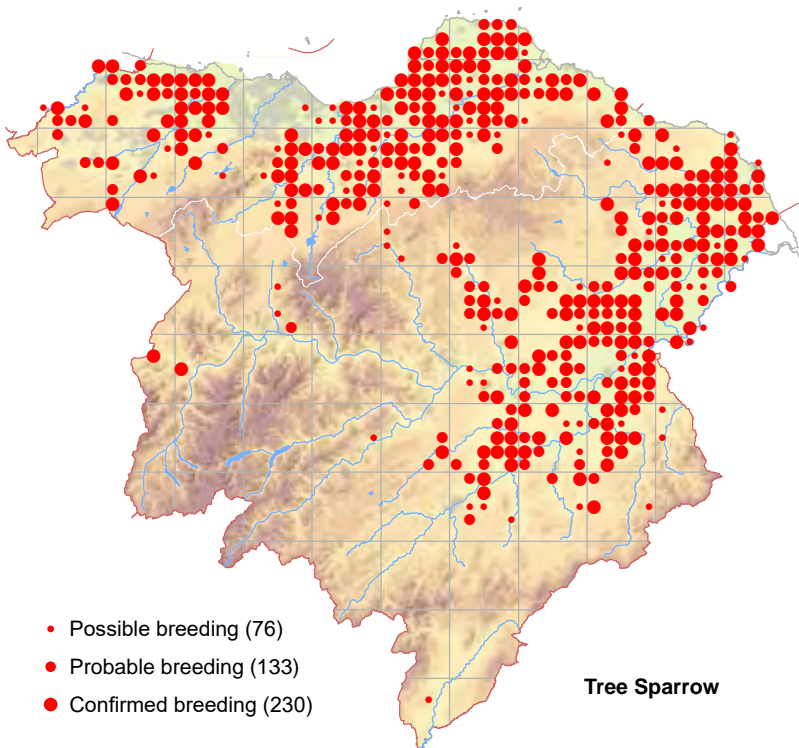 Possible breeding (76)
Probable breeding (133)
Confirmed breeding (230)
Tree Sparrow